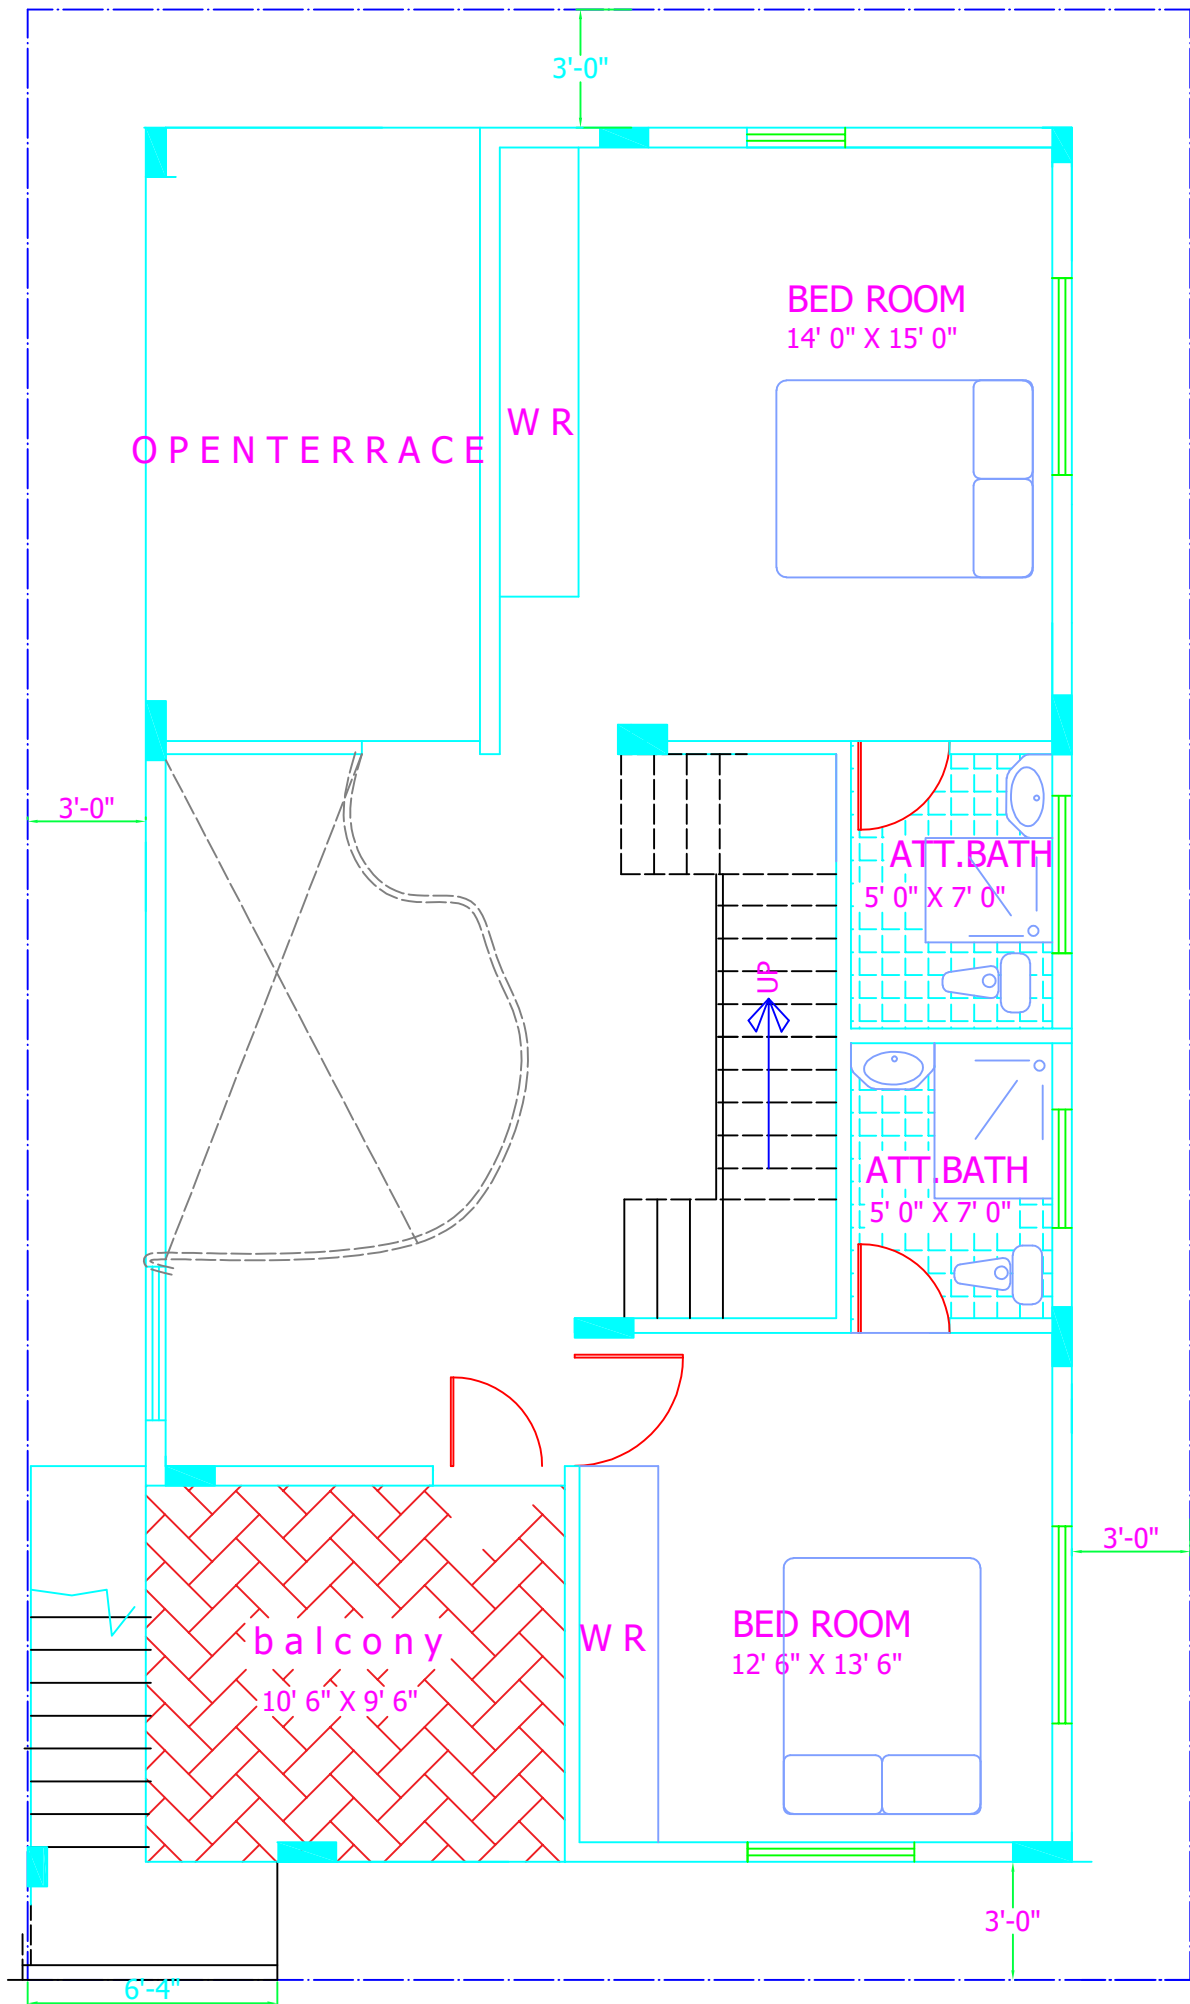 3'-0"
BED ROOM
14' 0" X 15' 0"
W R
O P E N T E R R A C E
3'-0"
ATT.BATH
5' 0" X 7' 0"
UP
ATT.BATH
5' 0" X 7' 0"
3'-0"
BED ROOM
12' 6" X 13' 6"
W R
b a l c o n y
10' 6" X 9' 6"
3'-0"
6'-4"